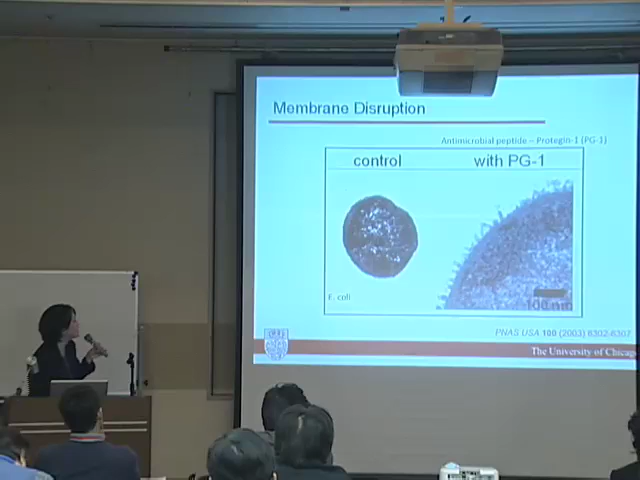 Membrane Disruption
Antimicrobial peptide – Protegin-1 (PG-1)
control
with PG-1
E. coli
100 nm
PNAS USA 100 (2003) 6302-6307
The University of Chicago